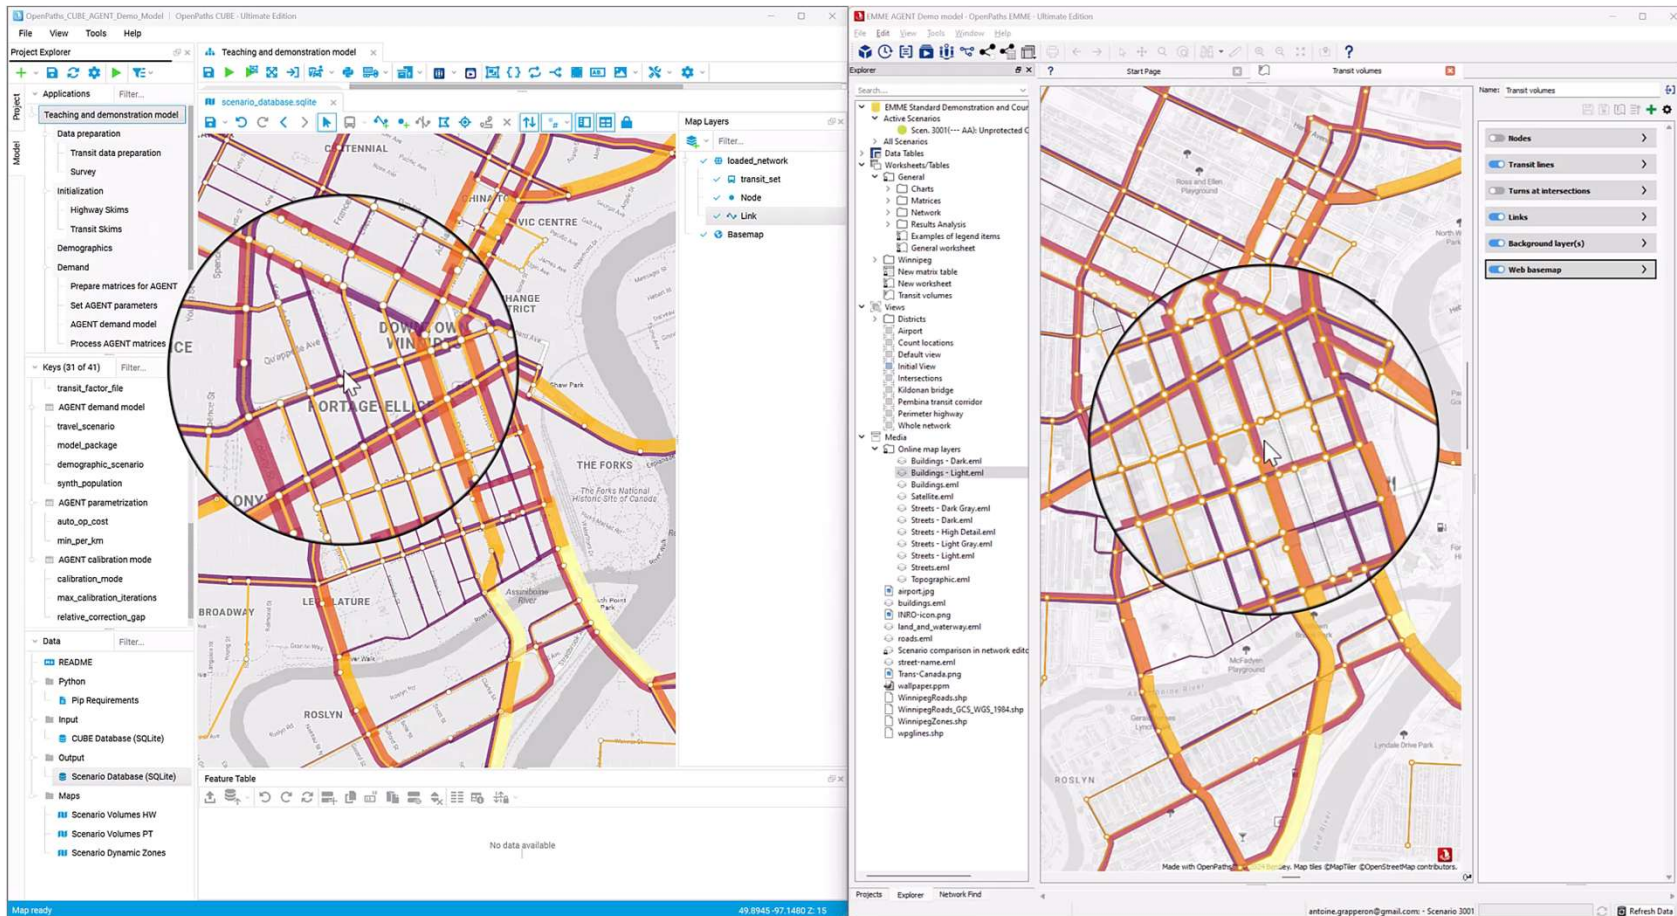 OpenPaths_CUBE_AGENT_Demo_Model | OpenPaths CUBE - Ultimate Edition
File View Tools Help
Project Explorer
Applications Filter...
Project
Model
Teaching and demonstration model
Data preparation
Transit data preparation
Survey
Initialization
Highway Skims
Transit Skims
Demographics
Demand
Prepare matrices for AGENT
Set AGENT parameters
AGENT demand model
Process AGENT matrices
Keys (31 of 41) Filter...
transit_factor_file
AGENT demand model
travel_scenario
model_package
demographic_scenario
synth_population
AGENT parametrization
auto_op_cost
min_per_km
AGENT calibration mode
calibration_mode
max_calibration_iterations
relative_correction_gap
Data Filter...
README
Python
Pip Requirements
Input
CUBE Database (SQLite)
Output
Scenario Database (SQLite)
Maps
Scenario Volumes HW
Scenario Volumes PT
Scenario Dynamic Zones
Map ready
Teaching and demonstration model
scenario_database.sqlite
CHINATO
VIC CENTRE
HANGE
TRICT
Qu'appelle Ave
PORTAGE-ELLIC
Shaw Park
THE FORKS
The Forks National
Historic Site of Canada
LONY
BROADWAY
Assiniboine
River
ROSLYN
Map Layers
Filter...
loaded_network
transit_set
Node
Link
Basemap
Feature Table
No data available
49.8945 -97.1480 Z: 15
EMME AGENT Demo model - OpenPaths EMME - Ultimate Edition
File Edit View Tools Window Help
Explorer
Search...
EMME Standard Demonstration and Cour
Active Scenarios
Scen. 3001(--- AA): Unprotected C
All Scenarios
Data Tables
Worksheets/Tables
General
Charts
Matrices
Network
Results Analysis
Examples of legend items
General worksheet
Winnipeg
New matrix table
New worksheet
Transit volumes
Views
Districts
Airport
Count locations
Default view
Initial View
Intersections
Kildonan bridge
Pembina transit corridor
Perimeter highway
Whole network
Media
Online map layers
Buildings - Dark.eml
Buildings - Light.eml
Buildings.eml
Satellite.eml
Streets - Dark Gray.eml
Streets - Dark.eml
Streets - High Detail.eml
Streets - Light Gray.eml
Streets - Light.eml
Streets.eml
Topographic.eml
airport.jpg
buildings.eml
INRO-icon.png
land_and_waterway.eml
roads.eml
Scenario comparison in network edito
street-name.eml
Trans-Canada.png
wallpaper.ppm
WinnipegRoads.shp
WinnipegRoads_GCS_WGS_1984.shp
WinnipegZones.shp
wpglines.shp
Projects Explorer Network Find
Start Page
Transit volumes
Ross and Ellen
Playground
McFadyen
Playground
ROSLYN
Lyndale Drive Park
Name: Transit volumes
Nodes
Transit lines
Turns at intersections
Links
Background layer(s)
Web basemap
antoine.grapperon@gmail.com: - Scenario 3001
Refresh Data